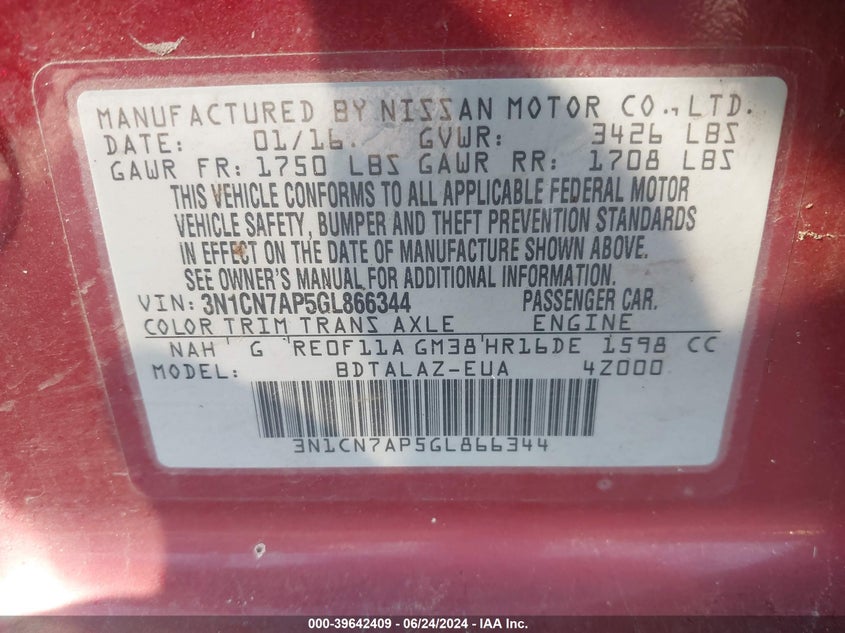 MANUFACTURED BY NISSAN MOTOR CO., LTD.
DATE: 01/16. GVWR: 3426 LBS
GAWR FR: 1750 LBS GAWR RR: 1708 LBS
THIS VEHICLE CONFORMS TO ALL APPLICABLE FEDERAL MOTOR
VEHICLE SAFETY, BUMPER AND THEFT PREVENTION STANDARDS
IN EFFECT ON THE DATE OF MANUFACTURE SHOWN ABOVE.
SEE OWNER'S MANUAL FOR ADDITIONAL INFORMATION.
VIN: 3N1CN7AP5GL866344 PASSENGER CAR.
COLOR TRIM TRANS AXLE ENGINE
NAH G RE0F11A GM38 HR16DE 1598 CC
MODEL: BDTALAZ-EUA 4Z000
3N1CN7AP5GL866344
000-39642409 - 06/24/2024 - IAA, Inc.